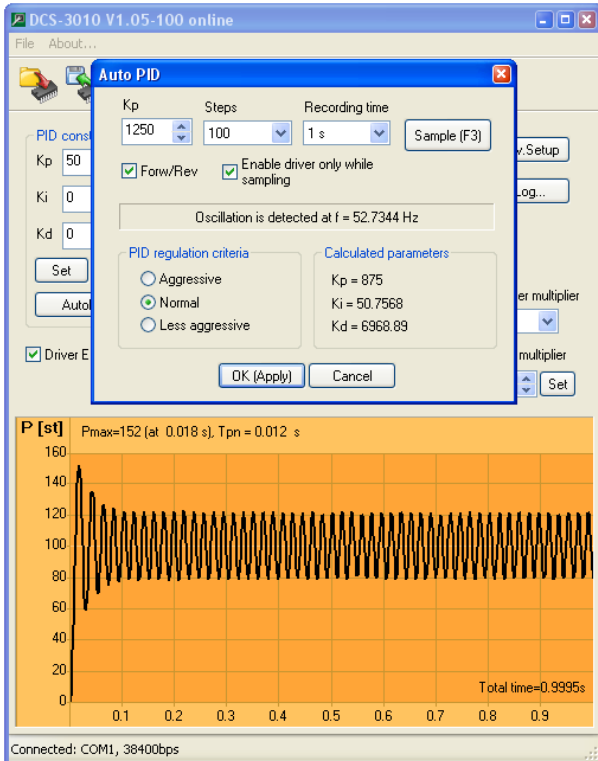 DCS-3010 V1.05-100 online
File About...
Auto PID
Kp Steps Recording time
1250 100 1 s Sample (F3)
Forw/Rev Enable driver only while
sampling
Oscillation is detected at f = 52.7344 Hz
PID regulation criteria Calculated parameters
Aggressive Kp = 875
Normal Ki = 50.7568
Less aggressive Kd = 6968.89
OK (Apply) Cancel
PID const
Kp 50
Ki 0
Kd 0
Set
Driver E
v.Setup
Log...
er multiplier
multiplier
Set
P [st] Pmax=152 (at 0.018 s), Tpn = 0.012 s
160
140
120
100
80
60
40
20
0
Total time=0.9995s
0.1 0.2 0.3 0.4 0.5 0.6 0.7 0.8 0.9
Connected: COM1, 38400bps